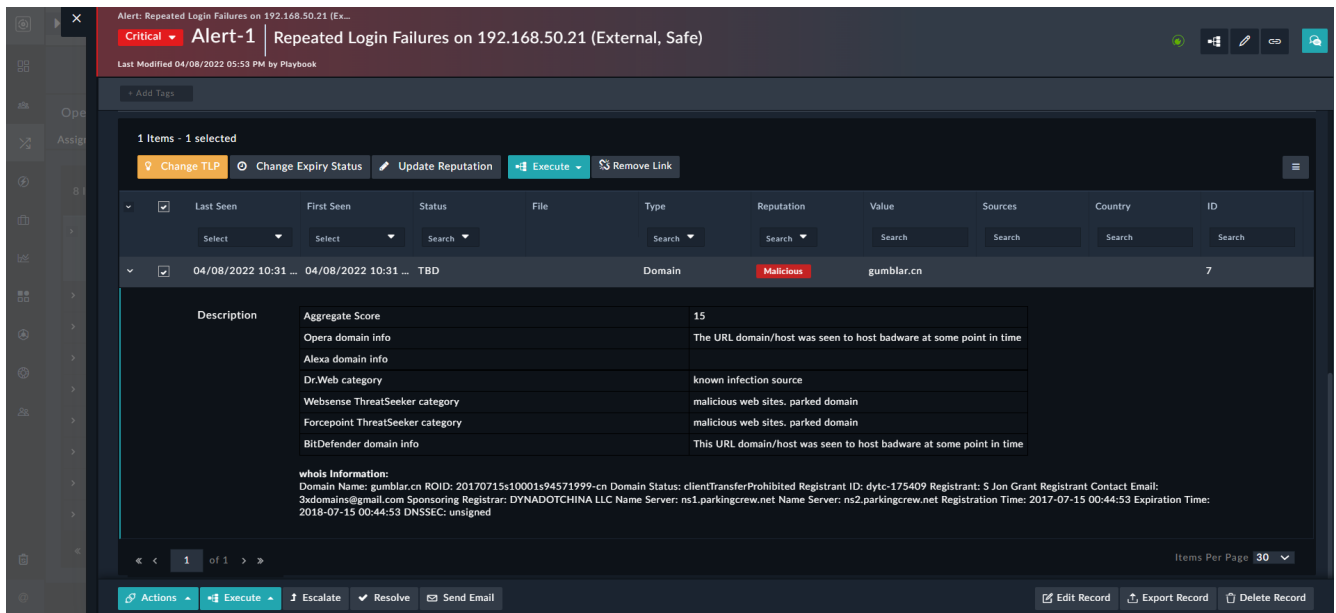 Alert: Repeated Login Failures on 192.168.50.21 (Ex...
Critical Alert-1 Repeated Login Failures on 192.168.50.21 (External, Safe)
Last Modified 04/08/2022 05:53 PM by Playbook
+ Add Tags
Ope
Assign
8 I
1 Items - 1 selected
Change TLP Change Expiry Status Update Reputation Execute Remove Link
Last Seen First Seen Status File Type Reputation Value Sources Country ID
Select Select Search Search Search Search Search Search Search
04/08/2022 10:31 ... 04/08/2022 10:31 ... TBD Domain Malicious gumblar.cn 7
Description
Aggregate Score 15
Opera domain info The URL domain/host was seen to host badware at some point in time
Alexa domain info
Dr.Web category known infection source
Websense ThreatSeeker category malicious web sites. parked domain
Forcepoint ThreatSeeker category malicious web sites. parked domain
BitDefender domain info This URL domain/host was seen to host badware at some point in time
whois Information:
Domain Name: gumblar.cn ROID: 20170715s10001s94571999-cn Domain Status: clientTransferProhibited Registrant ID: dytc-175409 Registrant: S Jon Grant Registrant Contact Email:
3xdomains@gmail.com Sponsoring Registrar: DYNADOTCHINA LLC Name Server: ns1.parkingcrew.net Name Server: ns2.parkingcrew.net Registration Time: 2017-07-15 00:44:53 Expiration Time:
2018-07-15 00:44:53 DNSSEC: unsigned
1 of 1
Items Per Page 30
Actions Execute Escalate Resolve Send Email Edit Record Export Record Delete Record